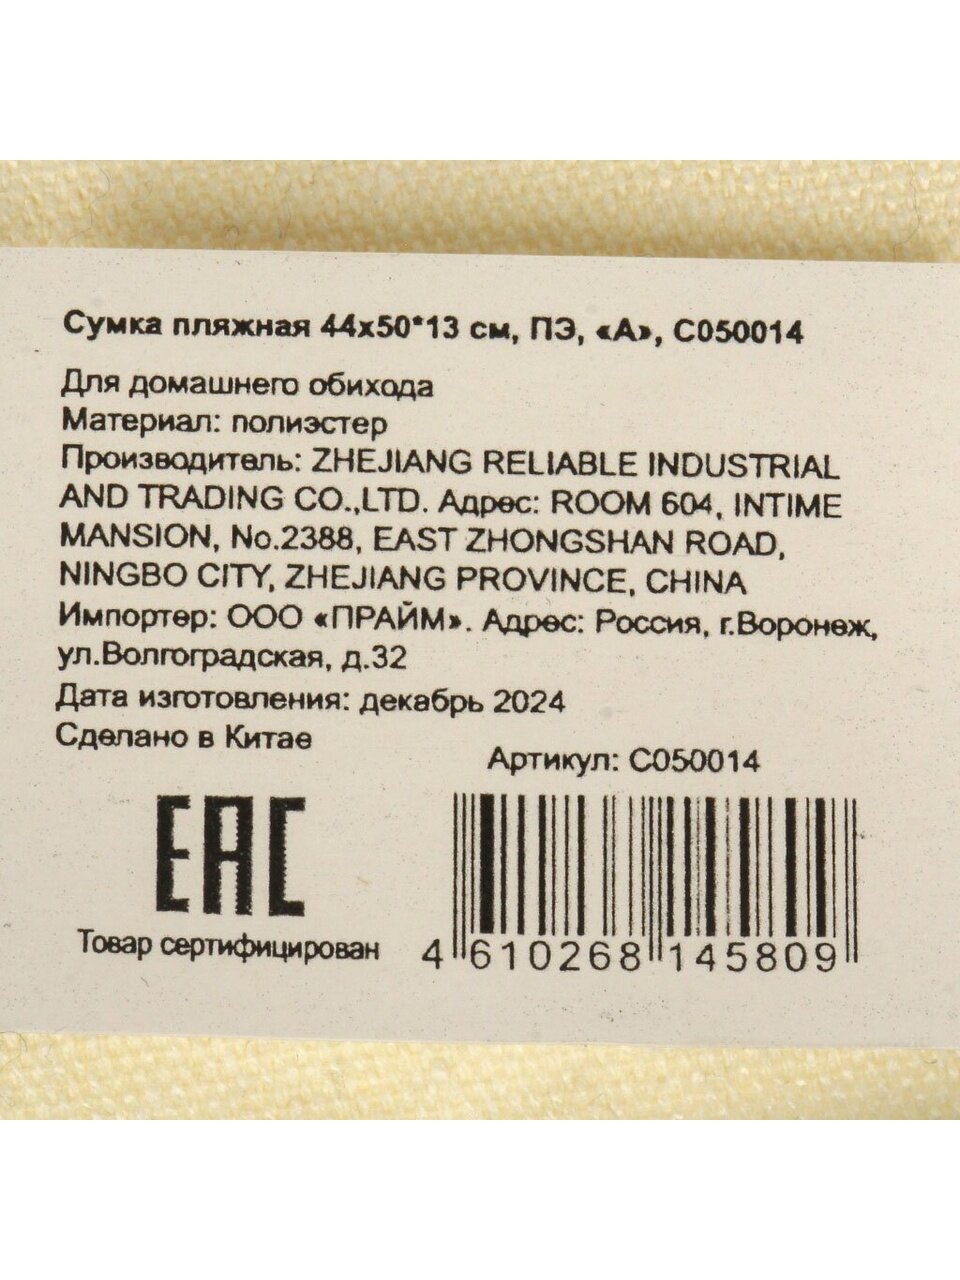 Сумка пляжная 44х50*13 см, ПЭ, «А», С050014
Для домашнего обихода
Материал: полиэстер
Производитель: ZHEJIANG RELIABLE INDUSTRIAL
AND TRADING CO.,LTD. Адрес: ROOM 604, INTIME
MANSION, No.2388, EAST ZHONGSHAN ROAD,
NINGBO CITY, ZHEJIANG PROVINCE, CHINA
Импортер: ООО «ПРАЙМ». Адрес: Россия, г.Воронеж,
ул.Волгоградская, д.32
Дата изготовления: декабрь 2024
Сделано в Китае
Артикул: С050014
ЕАС
Товар сертифицирован
4 610268 145809